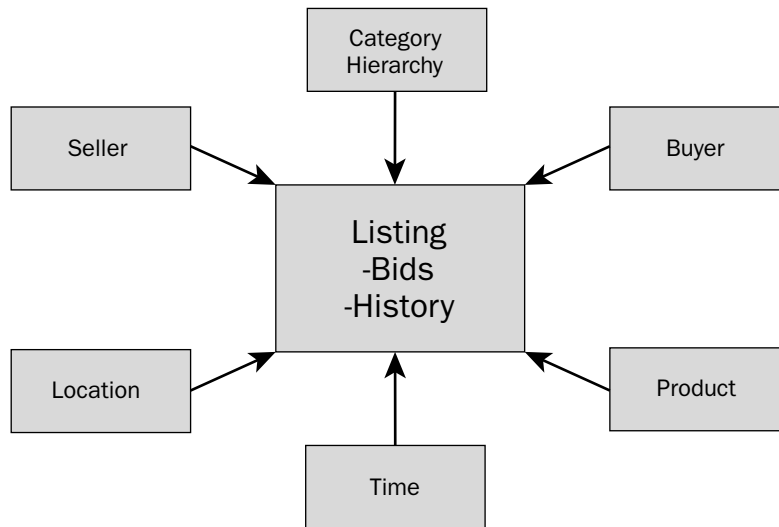 Category
Hierarchy
Seller
Buyer
Listing
-Bids
-History
Location
Product
Time